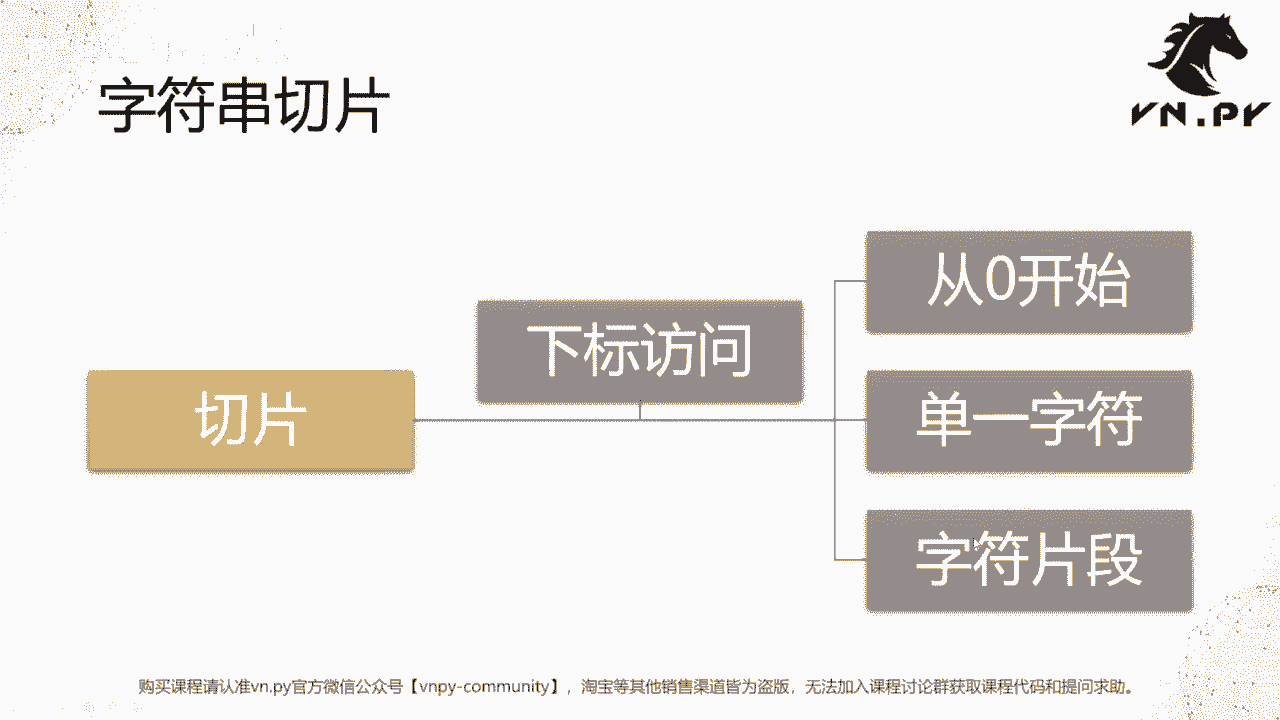 VN.PY
字符串切片
从0开始
下标访问
切片
单一字符
字符片段
购买课程请认准vn.py官方微信公众号【vnpy-community】，淘宝等其他销售渠道皆为盗版，无法加入课程讨论群获取课程代码和提问求助。